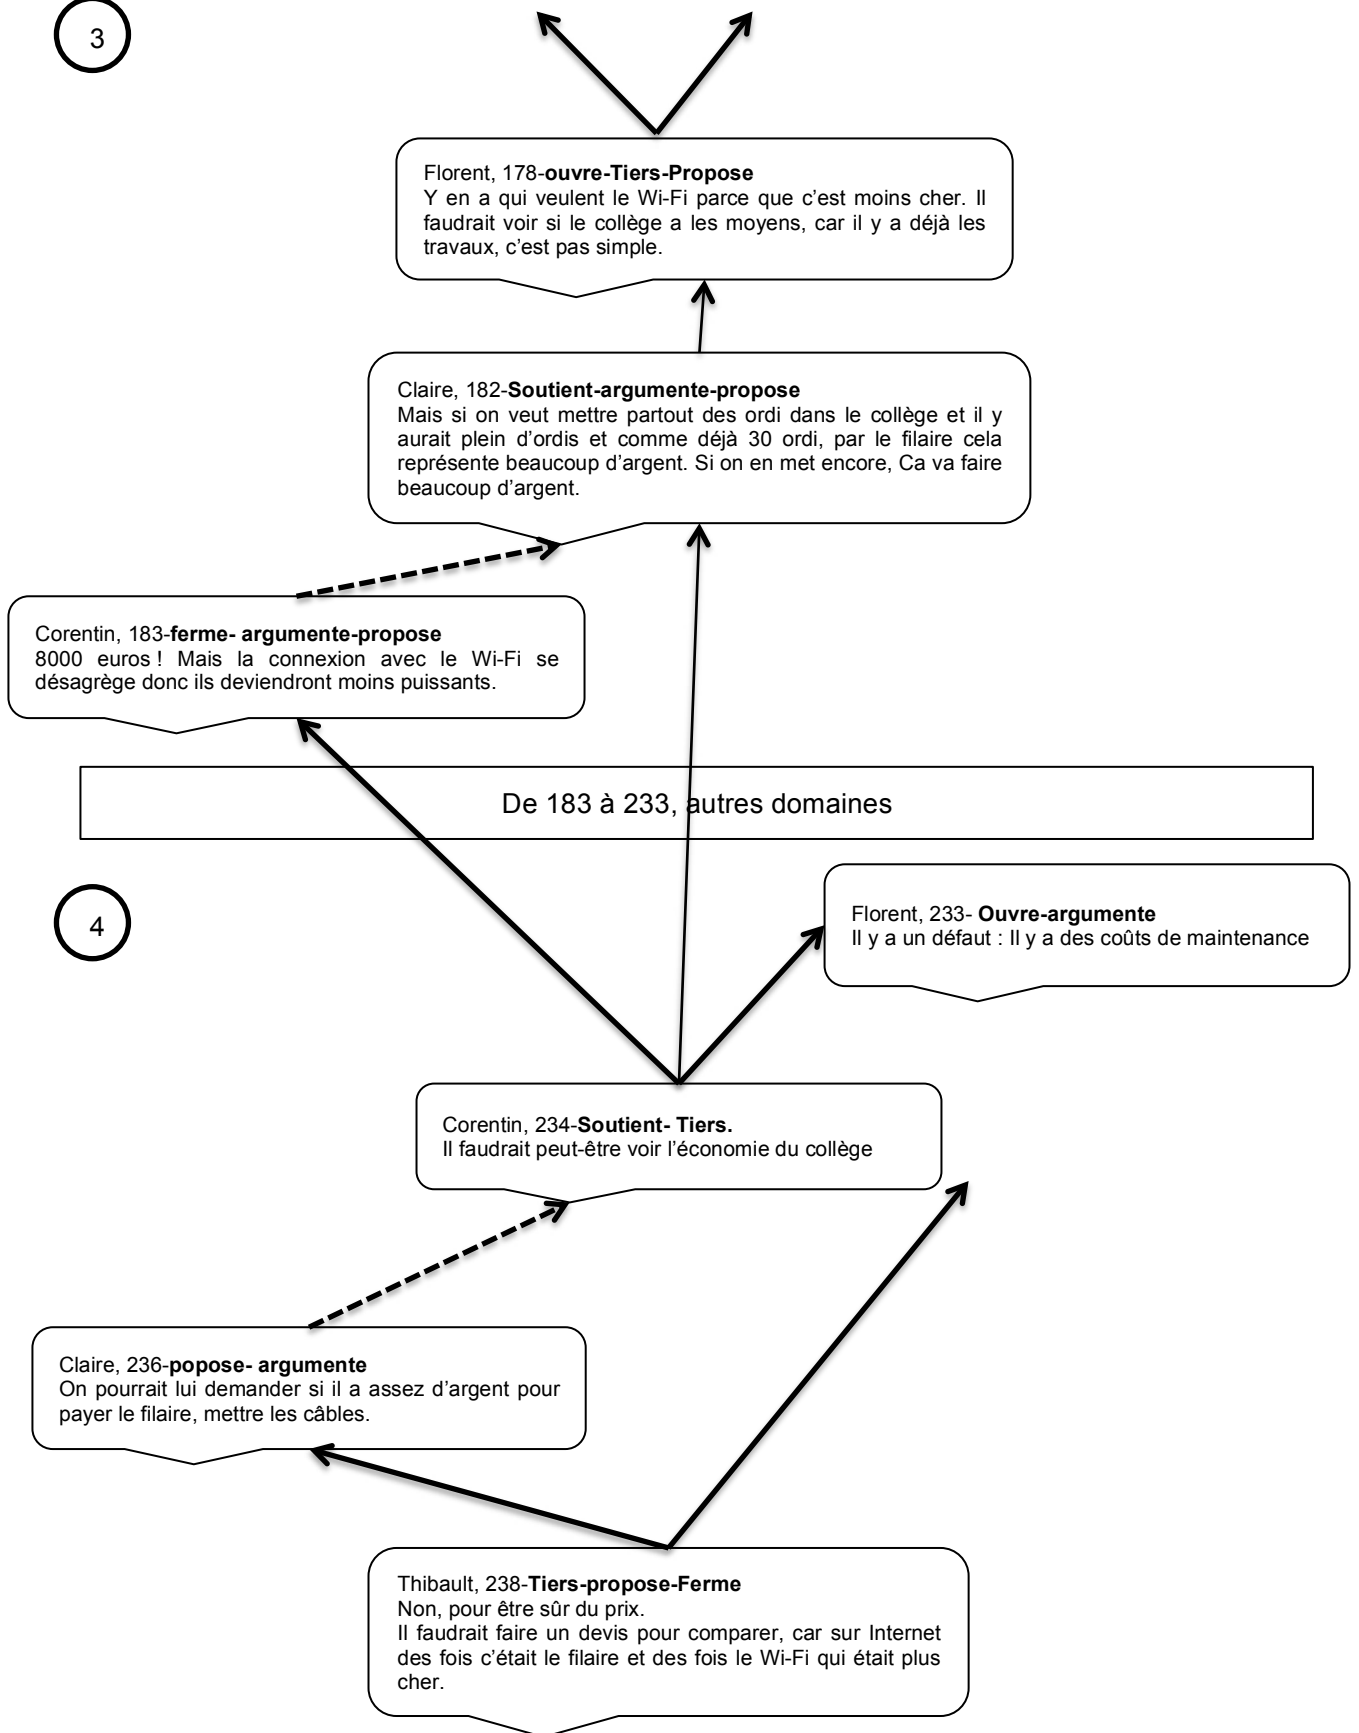 3
Florent, 178-ouvre-Tiers-Propose
Y en a qui veulent le Wi-Fi parce que c’est moins cher. Il
faudrait voir si le collège a les moyens, car il y a déjà les
travaux, c’est pas simple.
Claire, 182-Soutient-argumente-propose
Mais si on veut mettre partout des ordi dans le collège et il y
aurait plein d’ordis et comme déjà 30 ordi, par le filaire cela
représente beaucoup d’argent. Si on en met encore, Ca va faire
beaucoup d’argent.
Corentin, 183-ferme- argumente-propose
8000 euros ! Mais la connexion avec le Wi-Fi se
désagrège donc ils deviendront moins puissants.
De 183 à 233, autres domaines
4
Florent, 233- Ouvre-argumente
Il y a un défaut : Il y a des coûts de maintenance
Corentin, 234-Soutient- Tiers.
Il faudrait peut-être voir l’économie du collège
Claire, 236-popose- argumente
On pourrait lui demander si il a assez d’argent pour
payer le filaire, mettre les câbles.
Thibault, 238-Tiers-propose-Ferme
Non, pour être sûr du prix.
Il faudrait faire un devis pour comparer, car sur Internet
des fois c’était le filaire et des fois le Wi-Fi qui était plus
cher.